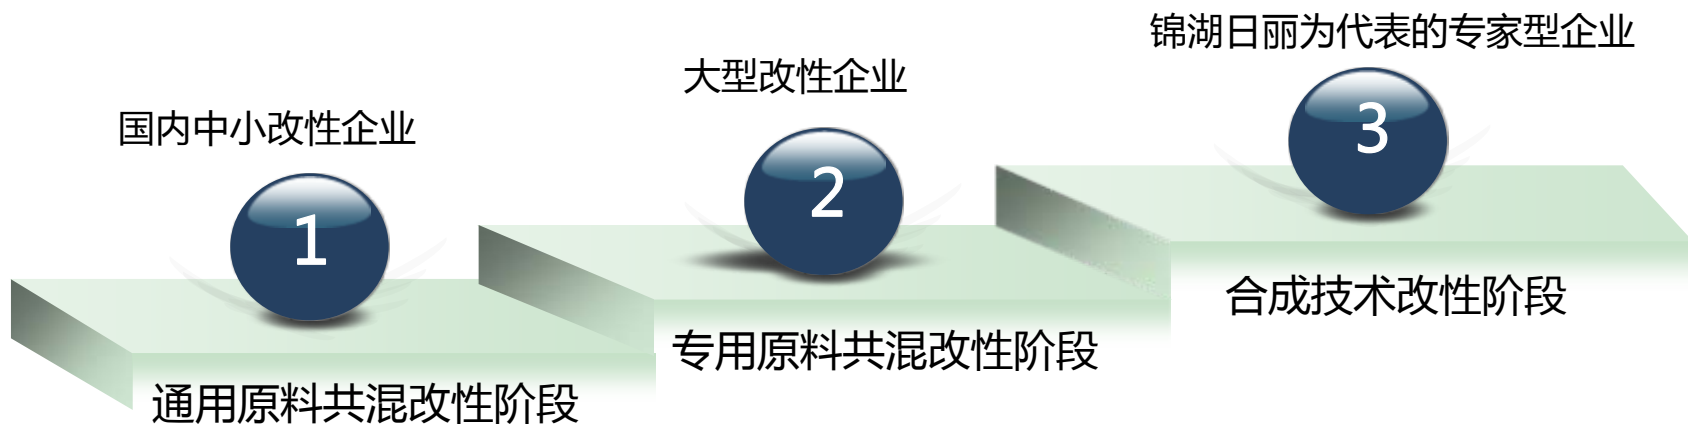 国内中小改性企业
1
通用原料共混改性阶段
大型改性企业
2
专用原料共混改性阶段
锦湖日丽为代表的专家型企业
3
合成技术改性阶段